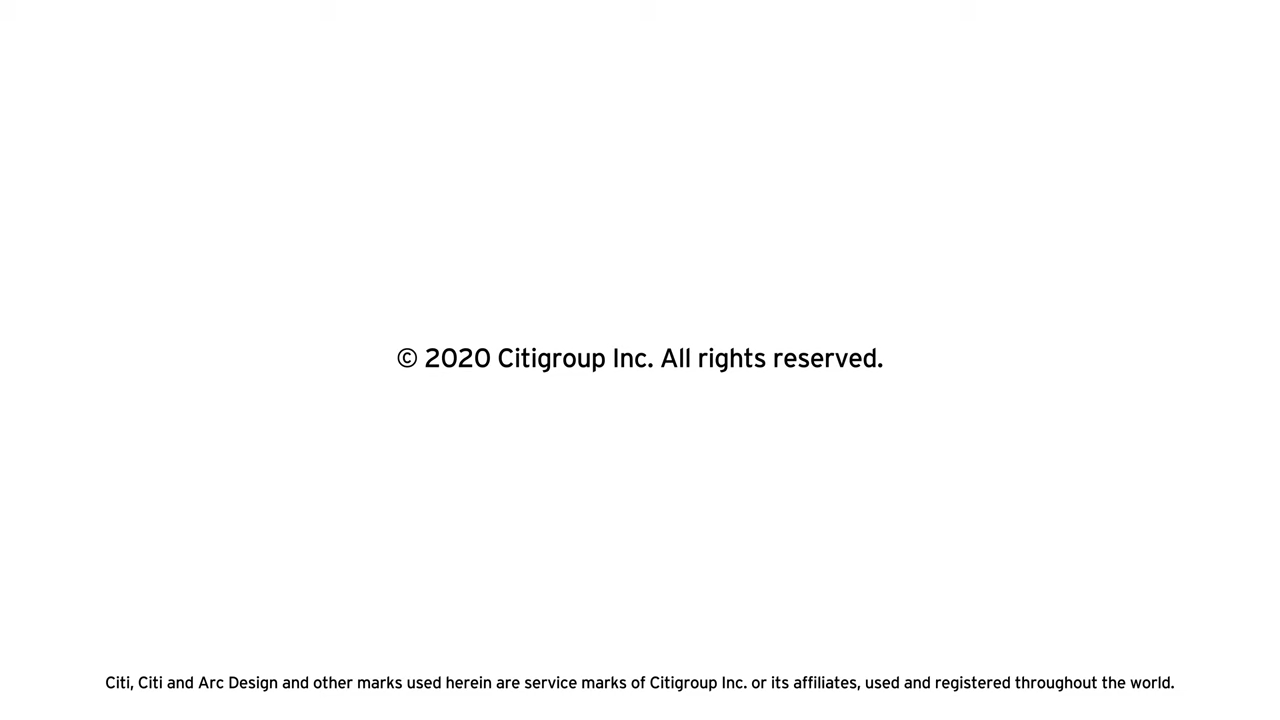 © 2020 Citigroup Inc. All rights reserved.
Citi, Citi and Arc Design and other marks used herein are service marks of Citigroup Inc. or its affiliates, used and registered throughout the world.